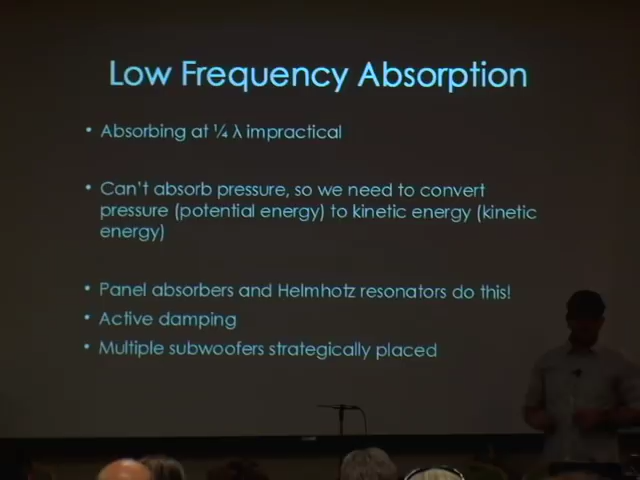 Low Frequency Absorption
• Absorbing at ¼ λ impractical
• Can't absorb pressure, so we need to convert
pressure (potential energy) to kinetic energy (kinetic
energy)
• Panel absorbers and Helmhotz resonators do this!
• Active damping
• Multiple subwoofers strategically placed